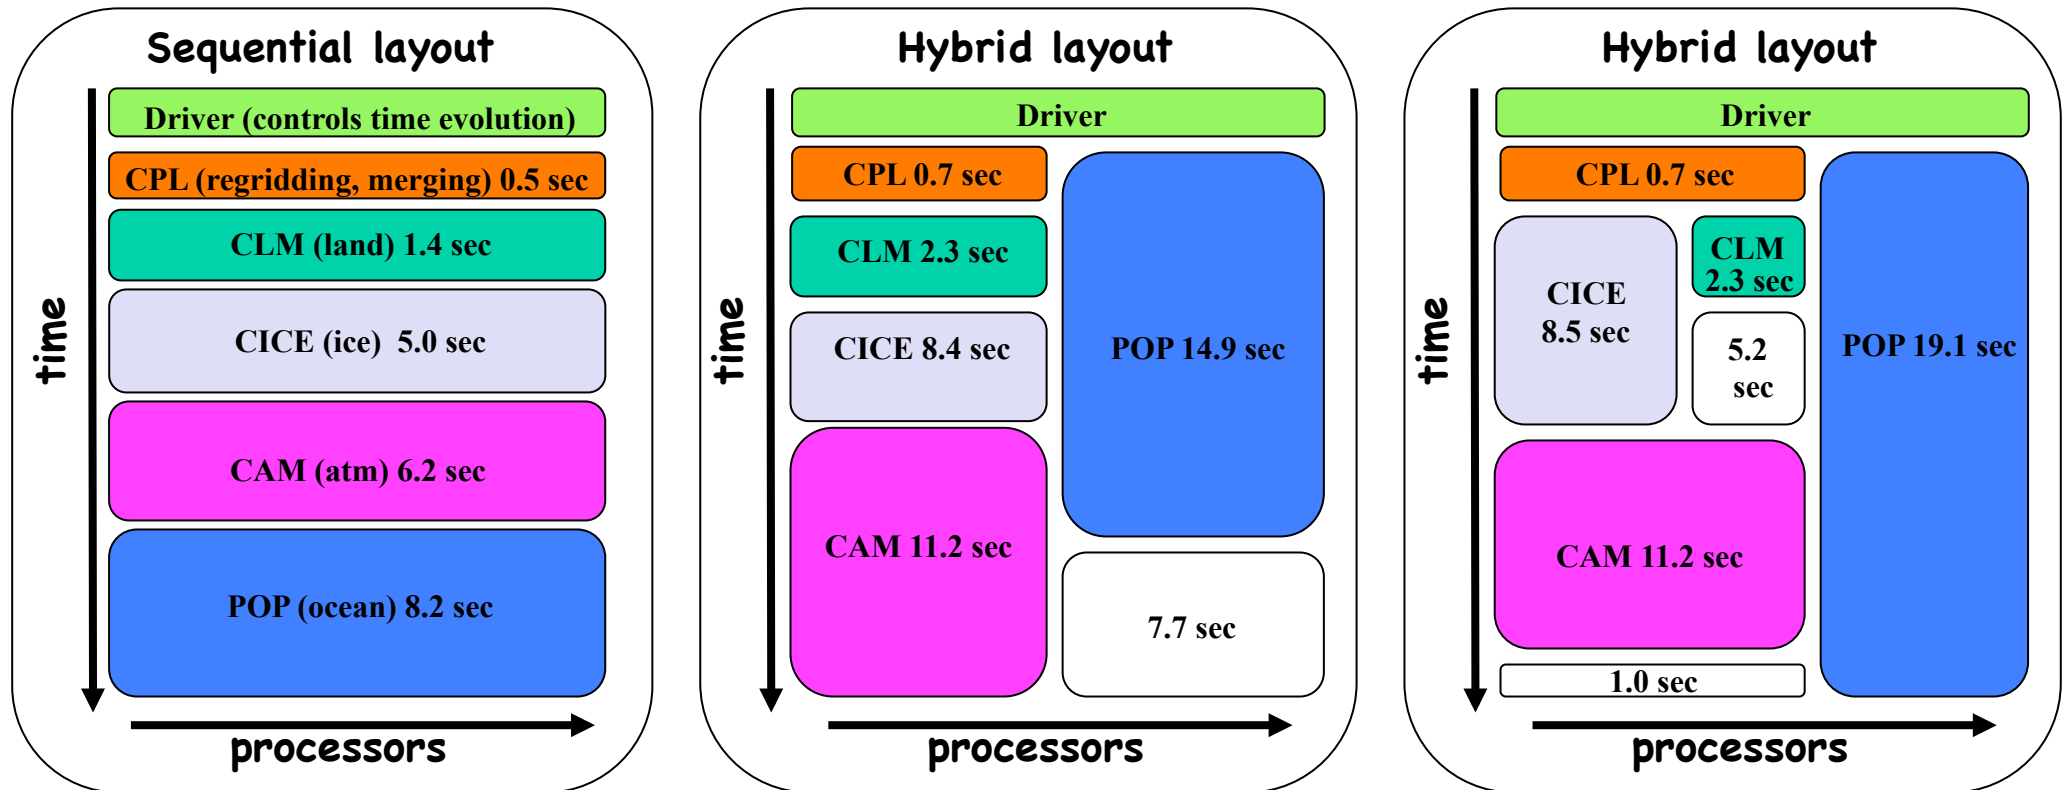 Sequential layout
Driver (controls time evolution)
CPL (regridding, merging) 0.5 sec
CLM (land) 1.4 sec
CICE (ice)  5.0 sec
CAM (atm) 6.2 sec
POP (ocean) 8.2 sec
time
processors
Hybrid layout
Driver
CPL 0.7 sec
CLM 2.3 sec
CICE 8.4 sec
POP 14.9 sec
CAM 11.2 sec
7.7 sec
time
processors
Hybrid layout
Driver
CPL 0.7 sec
CICE
8.5 sec
CLM
2.3 sec
5.2
sec
POP 19.1 sec
CAM 11.2 sec
1.0 sec
time
processors